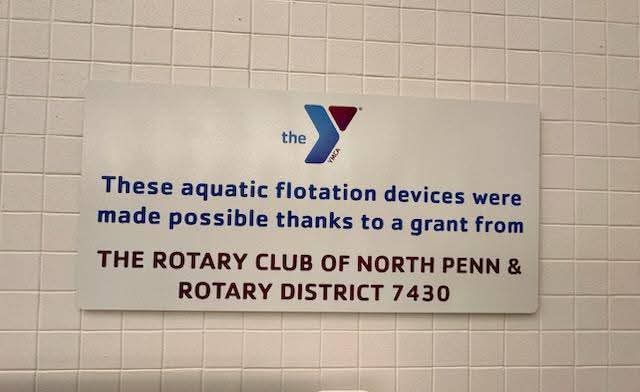 the
YMCA
These aquatic flotation devices were
made possible thanks to a grant from
THE ROTARY CLUB OF NORTH PENN &
ROTARY DISTRICT 7430